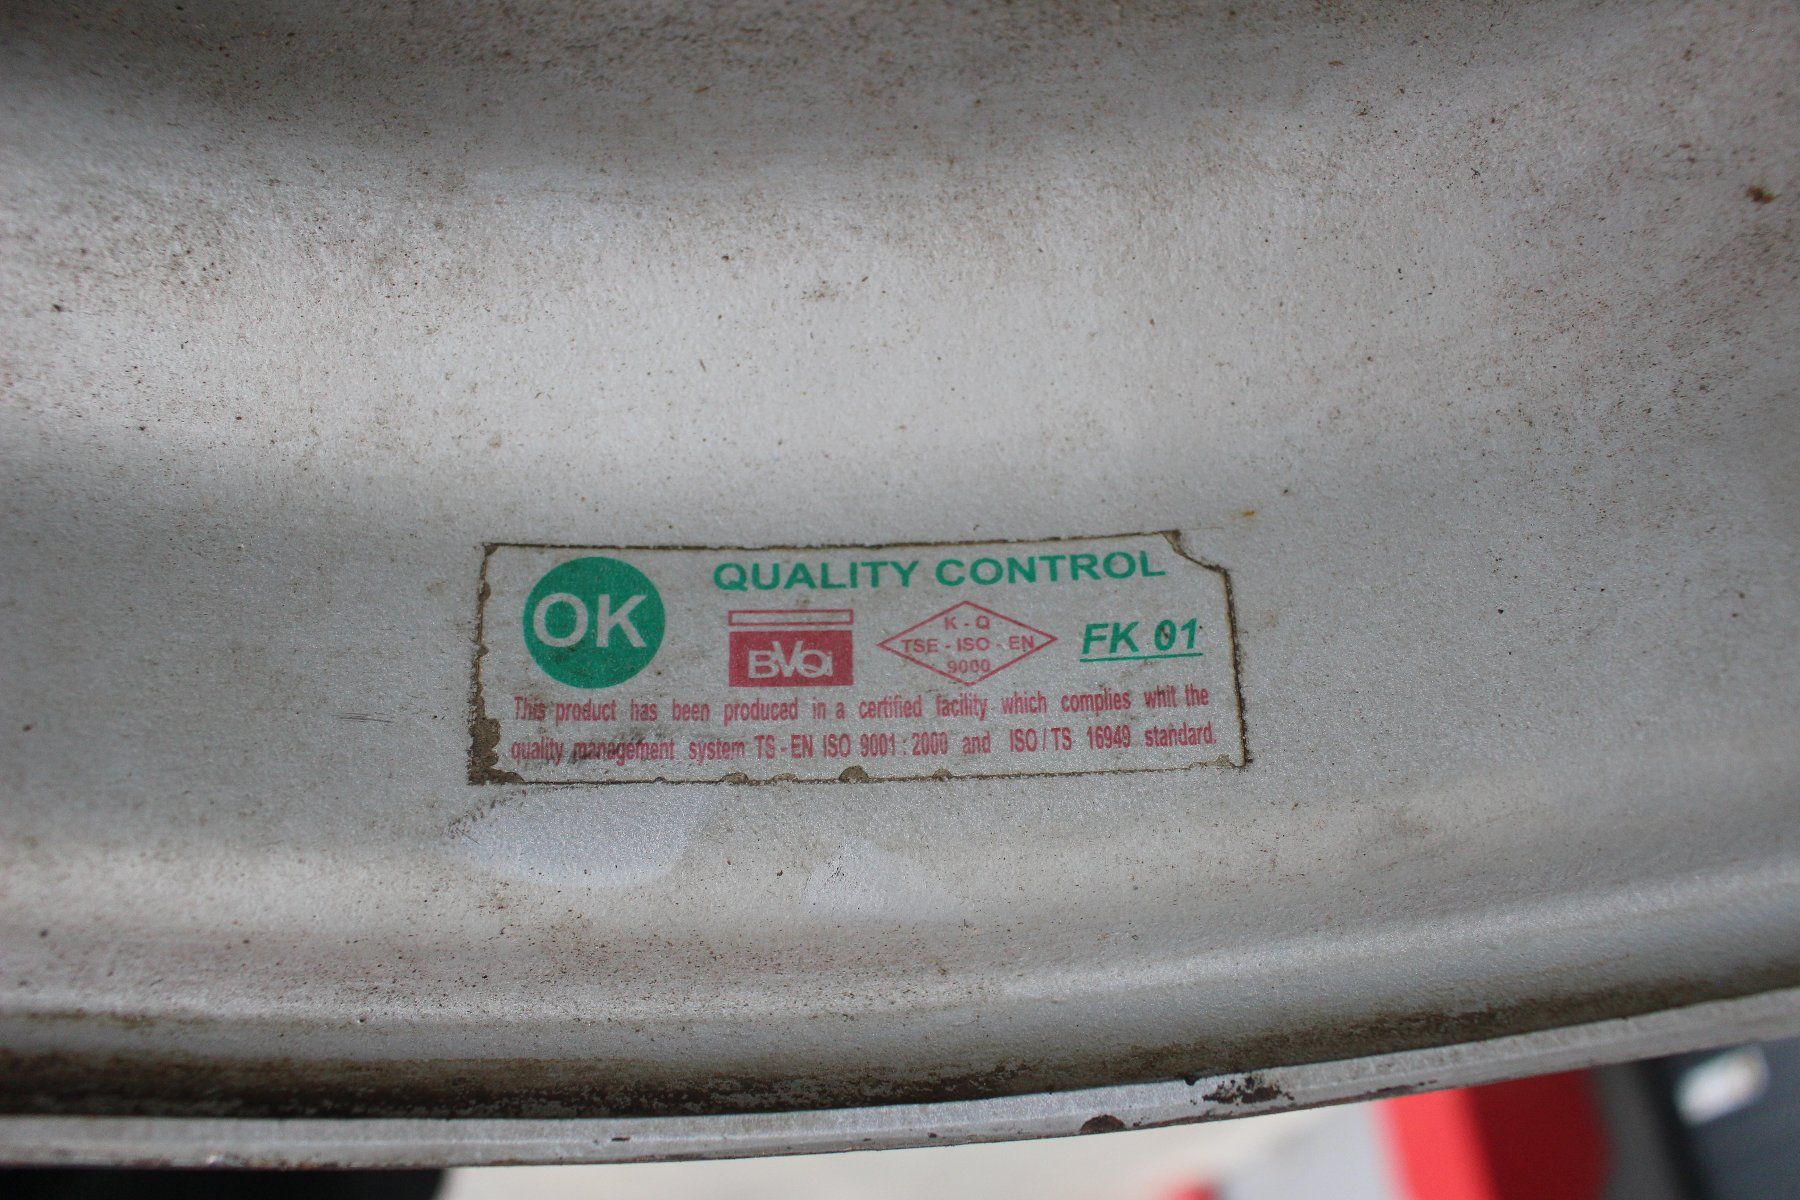 OK
QUALITY CONTROL
BVQi
K - Q
TSE - ISO - EN
9000
FK 01
This product has been produced in a certified facility which complies whit the
quality management system TS - EN ISO 9001 : 2000 and ISO / TS 16949 standard.